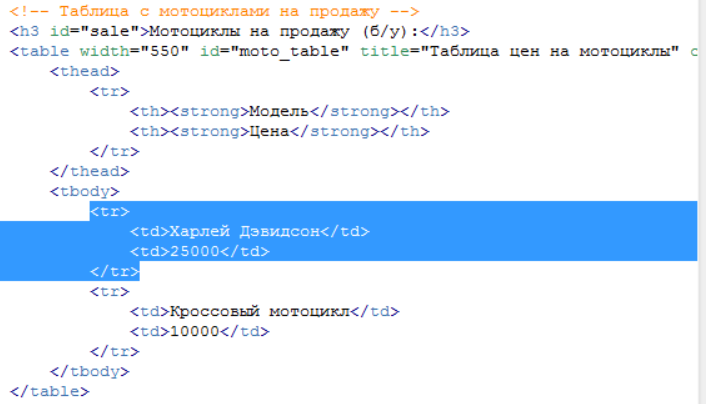 <!-- Таблица с мотоциклами на продажу -->
<h3 id="sale">Мотоциклы на продажу (б/у):</h3>
<table width="550" id="moto_table" title="Таблица цен на мотоциклы" c
<thead>
<tr>
<th><strong>Модель</strong></th>
<th><strong>Цена</strong></th>
</tr>
</thead>
<tbody>
<tr>
<td>Харлей Дэвидсон</td>
<td>25000</td>
</tr>
<tr>
<td>Кроссовый мотоцикл</td>
<td>10000</td>
</tr>
</tbody>
</table>